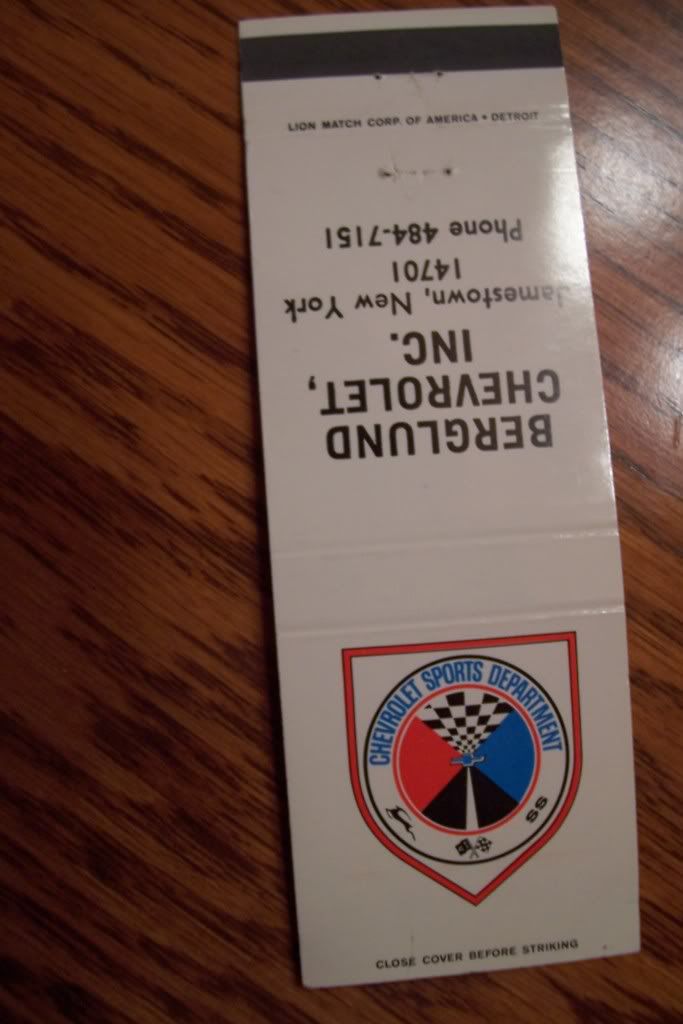 LION MATCH CORP. OF AMERICA • DETROIT
BERGLUND
CHEVROLET,
INC.
Jamestown, New York
14701
Phone 484-7151
CHEVROLET SPORTS DEPARTMENT
SS
CLOSE COVER BEFORE STRIKING